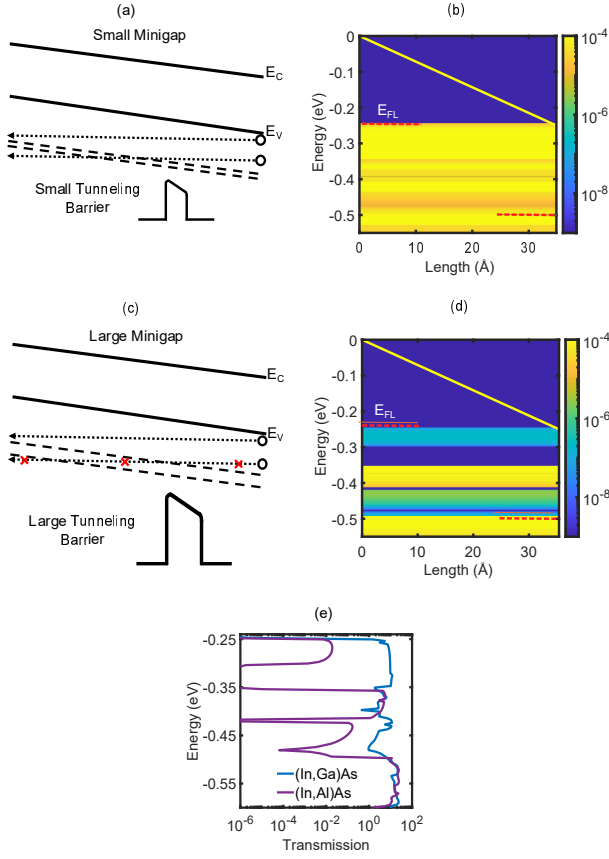 (a)
Small Minigap
E_C
E_V
Small Tunneling
Barrier
(b)
0
-0.1
-0.2
-0.3
-0.4
-0.5
Energy (eV)
E_FL
0
10
20
30
Length (Å)
10^-4
10^-6
10^-8
(c)
Large Minigap
E_C
E_V
Large Tunneling
Barrier
(d)
0
-0.1
-0.2
-0.3
-0.4
-0.5
Energy (eV)
E_FL
0
10
20
30
Length (Å)
10^-4
10^-6
10^-8
(e)
-0.25
-0.35
-0.45
-0.55
Energy (eV)
(In,Ga)As
(In,Al)As
10^-6
10^-4
10^-2
10^0
10^2
Transmission